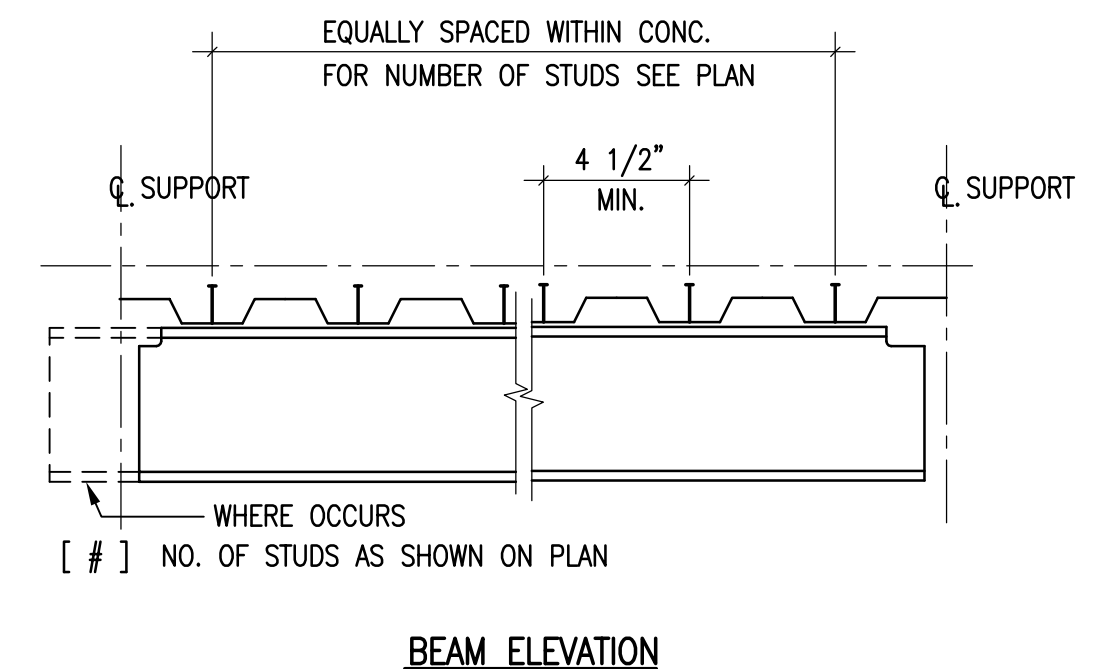 EQUALLY SPACED WITHIN CONC.
FOR NUMBER OF STUDS SEE PLAN
4 1/2”
MIN.
℄ SUPPORT
℄ SUPPORT
WHERE OCCURS
[ # ] NO. OF STUDS AS SHOWN ON PLAN
BEAM ELEVATION